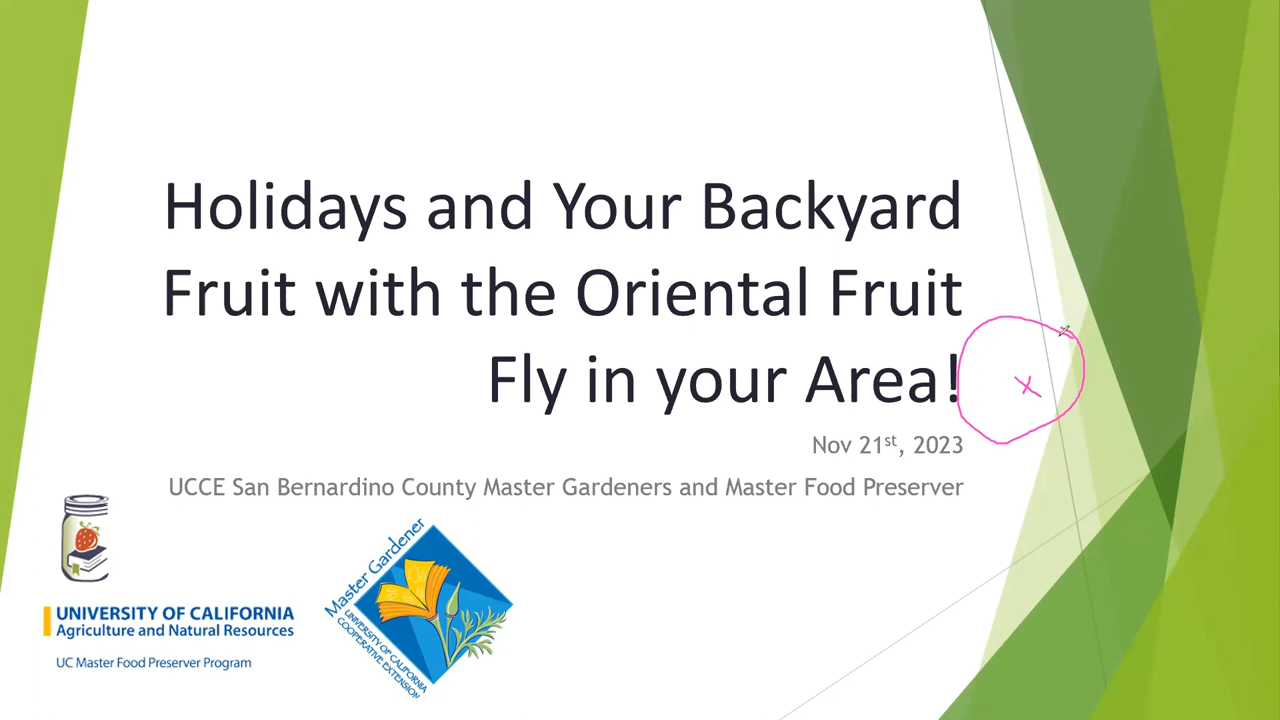 Holidays and Your Backyard
Fruit with the Oriental Fruit
Fly in your Area!
Nov 21st, 2023
UCCE San Bernardino County Master Gardeners and Master Food Preserver
UNIVERSITY OF CALIFORNIA
Agriculture and Natural Resources
UC Master Food Preserver Program
Master Gardener
UNIVERSITY OF CALIFORNIA
COOPERATIVE EXTENSION
X